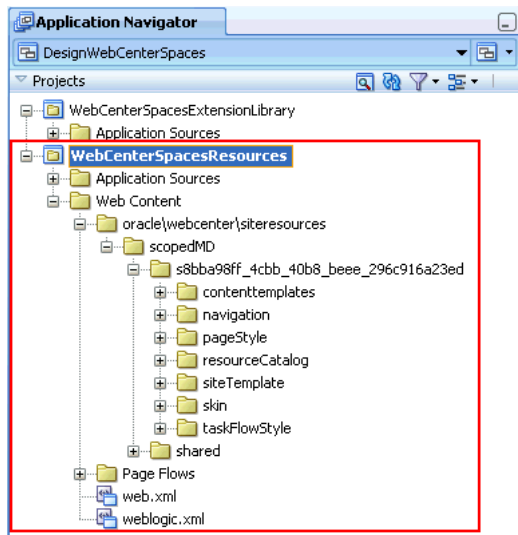 Application Navigator
DesignWebCenterSpaces
Projects
WebCenterSpacesExtensionLibrary
Application Sources
WebCenterSpacesResources
Application Sources
Web Content
oracle\webcenter\siteresources
scopedMD
s8bba98ff_4cbb_40b8_beee_296c916a23ed
contenttemplates
navigation
pageStyle
resourceCatalog
siteTemplate
skin
taskFlowStyle
shared
Page Flows
web.xml
weblogic.xml